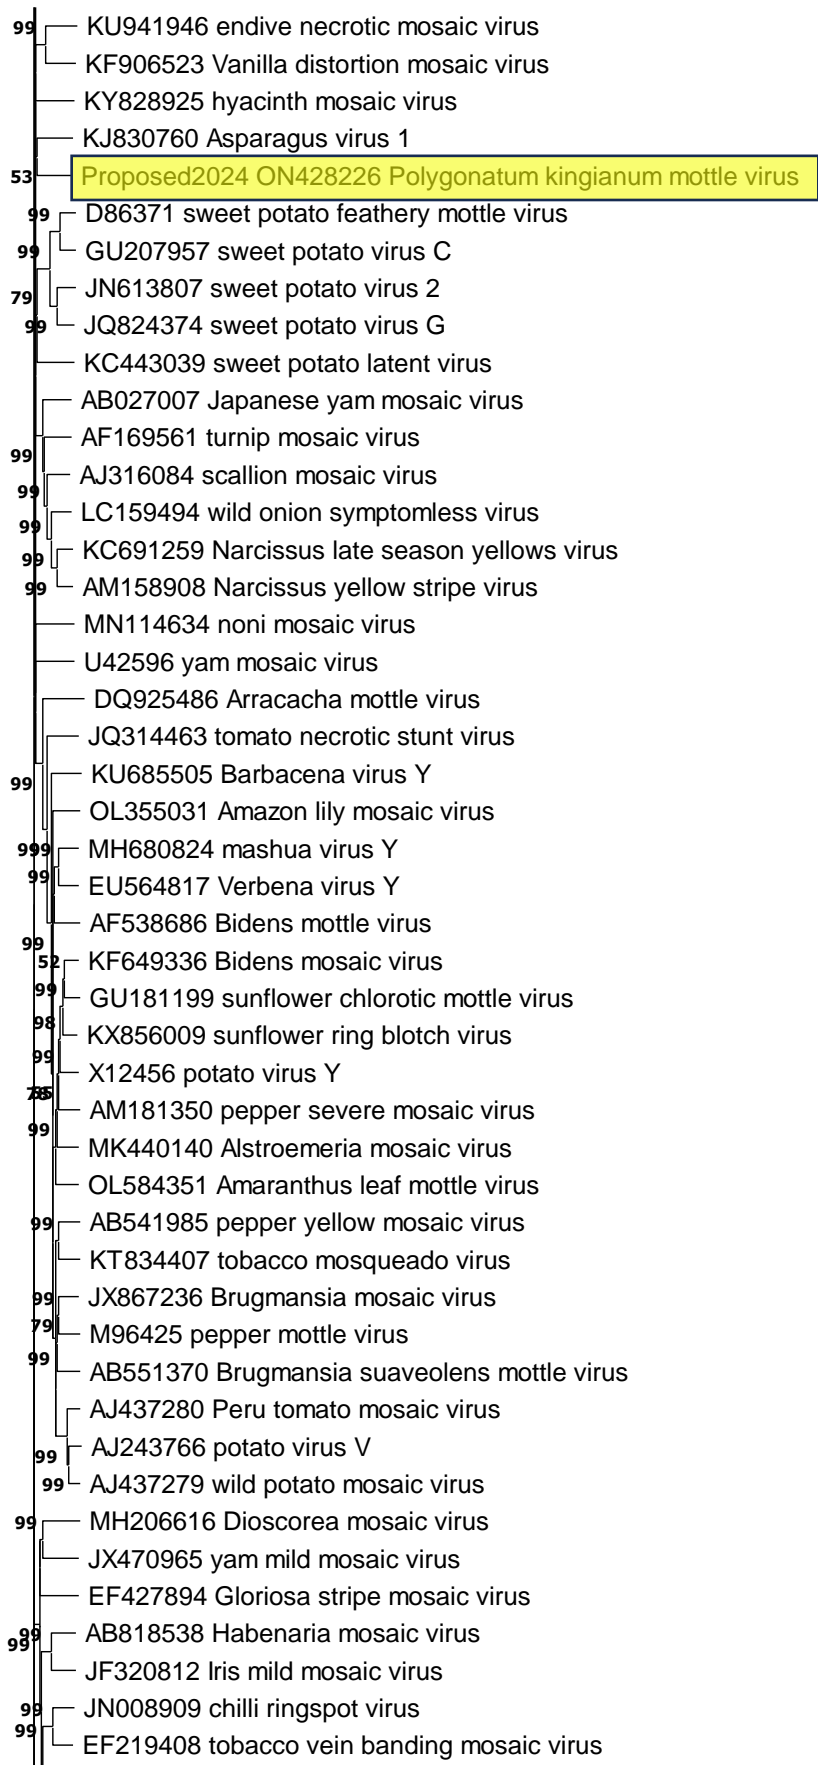 99
KU941946 endive necrotic mosaic virus
KF906523 Vanilla distortion mosaic virus
KY828925 hyacinth mosaic virus
KJ830760 Asparagus virus 1
53
Proposed2024 ON428226 Polygonatum kingianum mottle virus
99
D86371 sweet potato feathery mottle virus
99
GU207957 sweet potato virus C
79
JN613807 sweet potato virus 2
99
JQ824374 sweet potato virus G
KC443039 sweet potato latent virus
AB027007 Japanese yam mosaic virus
AF169561 turnip mosaic virus
99
AJ316084 scallion mosaic virus
99
LC159494 wild onion symptomless virus
99
KC691259 Narcissus late season yellows virus
99
AM158908 Narcissus yellow stripe virus
99
MN114634 noni mosaic virus
U42596 yam mosaic virus
DQ925486 Arracacha mottle virus
JQ314463 tomato necrotic stunt virus
KU685505 Barbacena virus Y
99
OL355031 Amazon lily mosaic virus
MH680824 mashua virus Y
99
EU564817 Verbena virus Y
AF538686 Bidens mottle virus
99
KF649336 Bidens mosaic virus
52
GU181199 sunflower chlorotic mottle virus
99
KX856009 sunflower ring blotch virus
98
X12456 potato virus Y
99
AM181350 pepper severe mosaic virus
MK440140 Alstroemeria mosaic virus
99
OL584351 Amaranthus leaf mottle virus
AB541985 pepper yellow mosaic virus
99
KT834407 tobacco mosqueado virus
JX867236 Brugmansia mosaic virus
99
M96425 pepper mottle virus
79
AB551370 Brugmansia suaveolens mottle virus
99
AJ437280 Peru tomato mosaic virus
AJ243766 potato virus V
99
AJ437279 wild potato mosaic virus
99
MH206616 Dioscorea mosaic virus
99
JX470965 yam mild mosaic virus
EF427894 Gloriosa stripe mosaic virus
AB818538 Habenaria mosaic virus
99
99
JF320812 Iris mild mosaic virus
JN008909 chilli ringspot virus
99
99
EF219408 tobacco vein banding mosaic virus